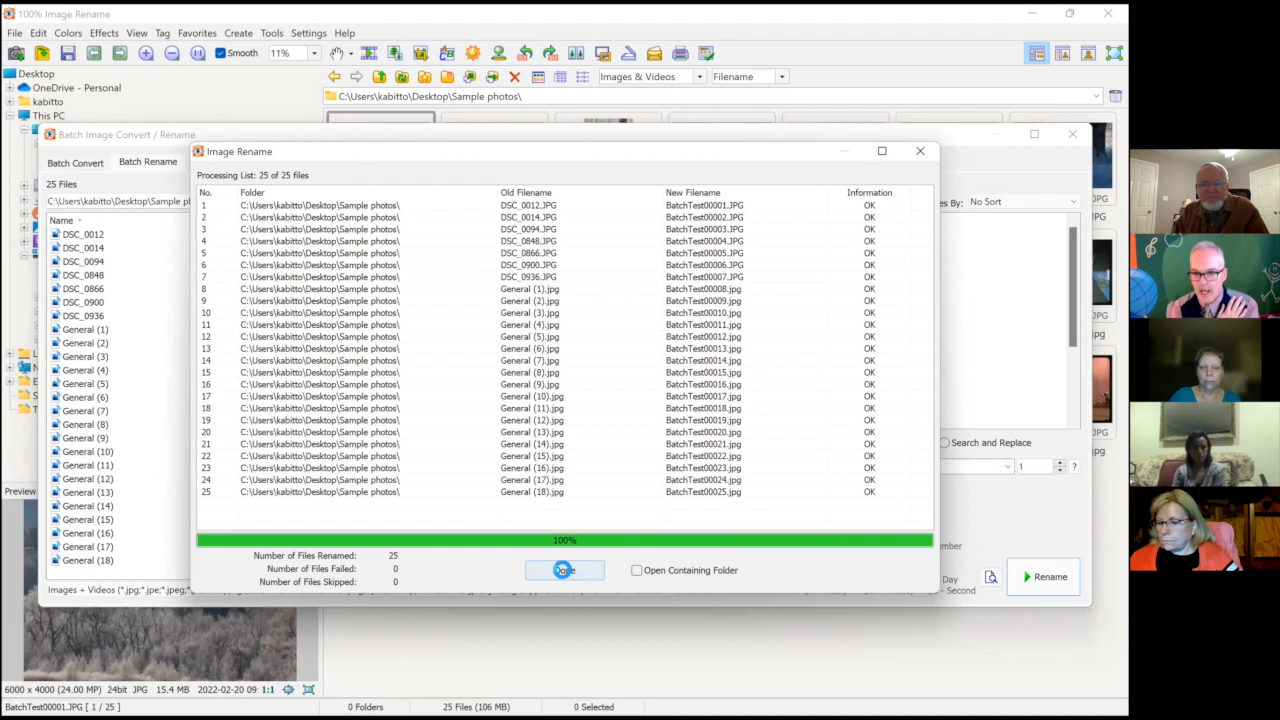 100% Image Rename
File Edit Colors Effects View Tag Favorites Create Tools Settings Help
Smooth 11%
Images & Videos Filename
Desktop
OneDrive - Personal
kabitto
This PC
C:\Users\kabitto\Desktop\Sample photos\
Batch Image Convert / Rename
Batch Convert Batch Rename
25 Files
C:\Users\kabitto\Desktop\Sample pl
Name
DSC_0012
DSC_0014
DSC_0094
DSC_0848
DSC_0866
DSC_0900
DSC_0936
General (1)
General (2)
General (3)
General (4)
General (5)
General (6)
General (7)
General (8)
General (9)
General (10)
General (11)
General (12)
General (13)
General (14)
General (15)
General (16)
General (17)
General (18)
Images + Videos (*.jpg;*.jpe;*.jpeg;
Image Rename
Processing List: 25 of 25 files
No. Folder Old Filename New Filename Information
1 C:\Users\kabitto\Desktop\Sample photos\ DSC_0012.JPG BatchTest00001.JPG OK
2 C:\Users\kabitto\Desktop\Sample photos\ DSC_0014.JPG BatchTest00002.JPG OK
3 C:\Users\kabitto\Desktop\Sample photos\ DSC_0094.JPG BatchTest00003.JPG OK
4 C:\Users\kabitto\Desktop\Sample photos\ DSC_0848.JPG BatchTest00004.JPG OK
5 C:\Users\kabitto\Desktop\Sample photos\ DSC_0866.JPG BatchTest00005.JPG OK
6 C:\Users\kabitto\Desktop\Sample photos\ DSC_0900.JPG BatchTest00006.JPG OK
7 C:\Users\kabitto\Desktop\Sample photos\ DSC_0936.JPG BatchTest00007.JPG OK
8 C:\Users\kabitto\Desktop\Sample photos\ General (1).jpg BatchTest00008.jpg OK
9 C:\Users\kabitto\Desktop\Sample photos\ General (2).jpg BatchTest00009.jpg OK
10 C:\Users\kabitto\Desktop\Sample photos\ General (3).jpg BatchTest00010.jpg OK
11 C:\Users\kabitto\Desktop\Sample photos\ General (4).jpg BatchTest00011.jpg OK
12 C:\Users\kabitto\Desktop\Sample photos\ General (5).jpg BatchTest00012.jpg OK
13 C:\Users\kabitto\Desktop\Sample photos\ General (6).jpg BatchTest00013.jpg OK
14 C:\Users\kabitto\Desktop\Sample photos\ General (7).jpg BatchTest00014.jpg OK
15 C:\Users\kabitto\Desktop\Sample photos\ General (8).jpg BatchTest00015.jpg OK
16 C:\Users\kabitto\Desktop\Sample photos\ General (9).jpg BatchTest00016.jpg OK
17 C:\Users\kabitto\Desktop\Sample photos\ General (10).jpg BatchTest00017.jpg OK
18 C:\Users\kabitto\Desktop\Sample photos\ General (11).jpg BatchTest00018.jpg OK
19 C:\Users\kabitto\Desktop\Sample photos\ General (12).jpg BatchTest00019.jpg OK
20 C:\Users\kabitto\Desktop\Sample photos\ General (13).jpg BatchTest00020.jpg OK
21 C:\Users\kabitto\Desktop\Sample photos\ General (14).jpg BatchTest00021.jpg OK
22 C:\Users\kabitto\Desktop\Sample photos\ General (15).jpg BatchTest00022.jpg OK
23 C:\Users\kabitto\Desktop\Sample photos\ General (16).jpg BatchTest00023.jpg OK
24 C:\Users\kabitto\Desktop\Sample photos\ General (17).jpg BatchTest00024.jpg OK
25 C:\Users\kabitto\Desktop\Sample photos\ General (18).jpg BatchTest00025.jpg OK
100%
Number of Files Renamed: 25
Number of Files Failed: 0
Number of Files Skipped: 0
Open Containing Folder
es By: No Sort
Search and Replace
1 ?
mber
Day
- Second
Rename
PG
pg
PG
pg
Preview
6000 x 4000 (24.00 MP) 24bit JPG 15.4 MB 2022-02-20 09: 1:1
BatchTest00001.JPG [ 1 / 25 ] 0 Folders 25 Files (106 MB) 0 Selected